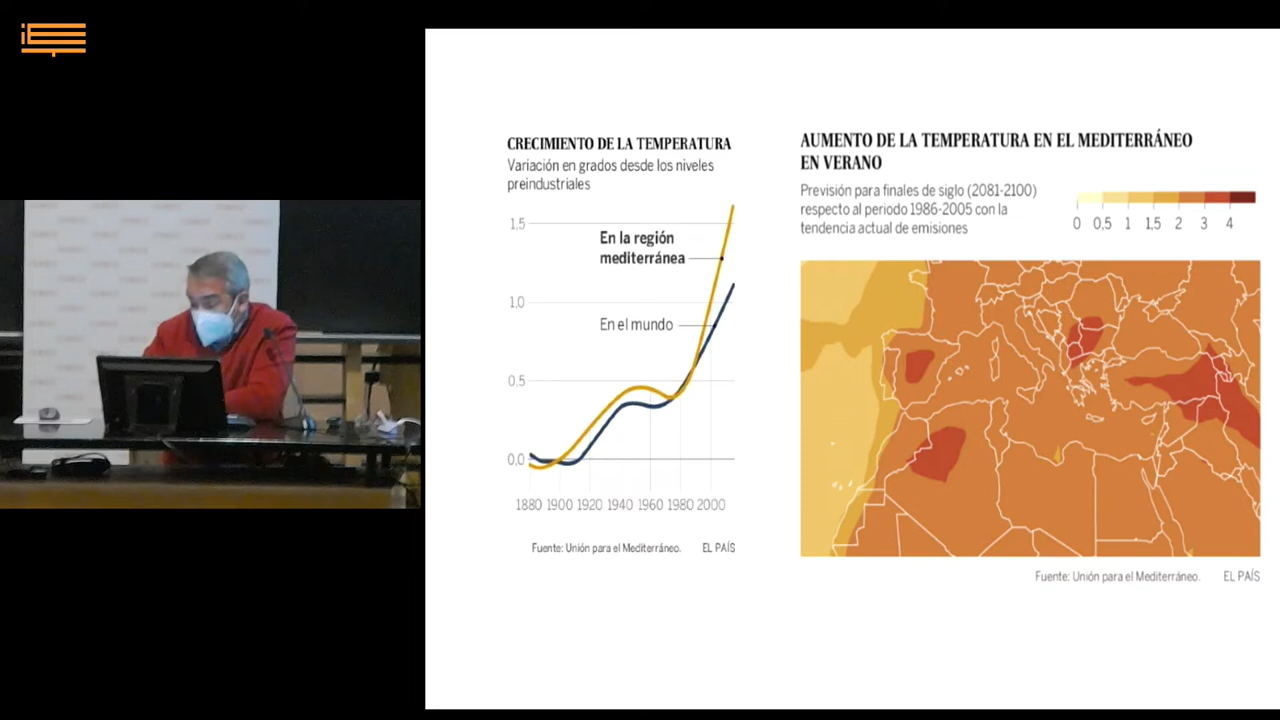 CRECIMIENTO DE LA TEMPERATURA
Variación en grados desde los niveles
preindustriales
1.5
En la región
mediterránea
1.0
En el mundo
0.5
0.0
1880 1900 1920 1940 1960 1980 2000
Fuente: Unión para el Mediterráneo. EL PAÍS
AUMENTO DE LA TEMPERATURA EN EL MEDITERRÁNEO
EN VERANO
Previsión para finales de siglo (2081-2100)
respecto al periodo 1986-2005 con la
tendencia actual de emisiones
0 0.5 1 1,5 2 3 4
Fuente: Unión para el Mediterráneo. EL PAÍS